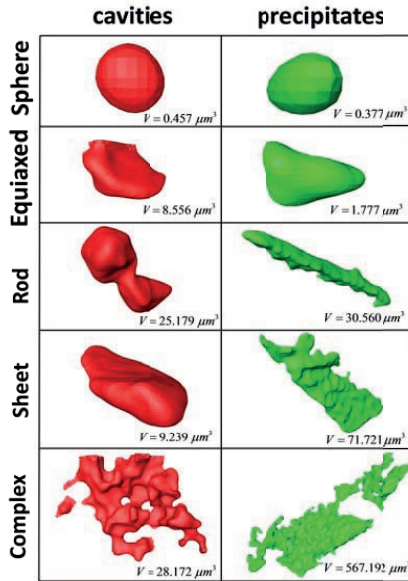 cavities precipitates
Sphere
V = 0.457 μm³ V = 0.377 μm³
Equiaxed
V = 8.556 μm³ V = 1.777 μm³
Rod
V = 25.179 μm³ V = 30.560 μm³
Sheet
V = 9.239 μm³ V = 71.721 μm³
Complex
V = 28.172 μm³ V = 567.192 μm³